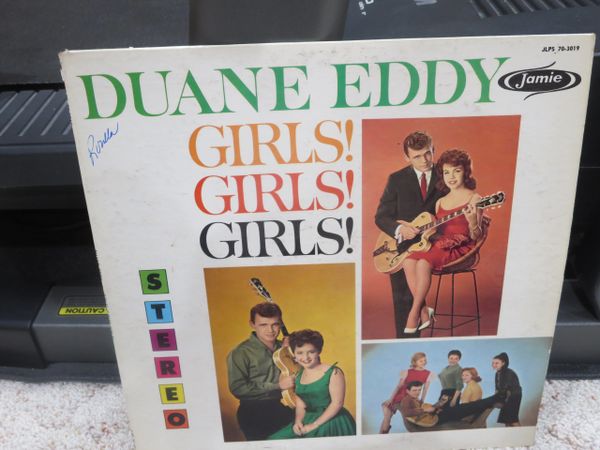 JLPS 70-3019
DUANE EDDY
Jamie
GIRLS!
GIRLS!
GIRLS!
STEREO
CAUTION